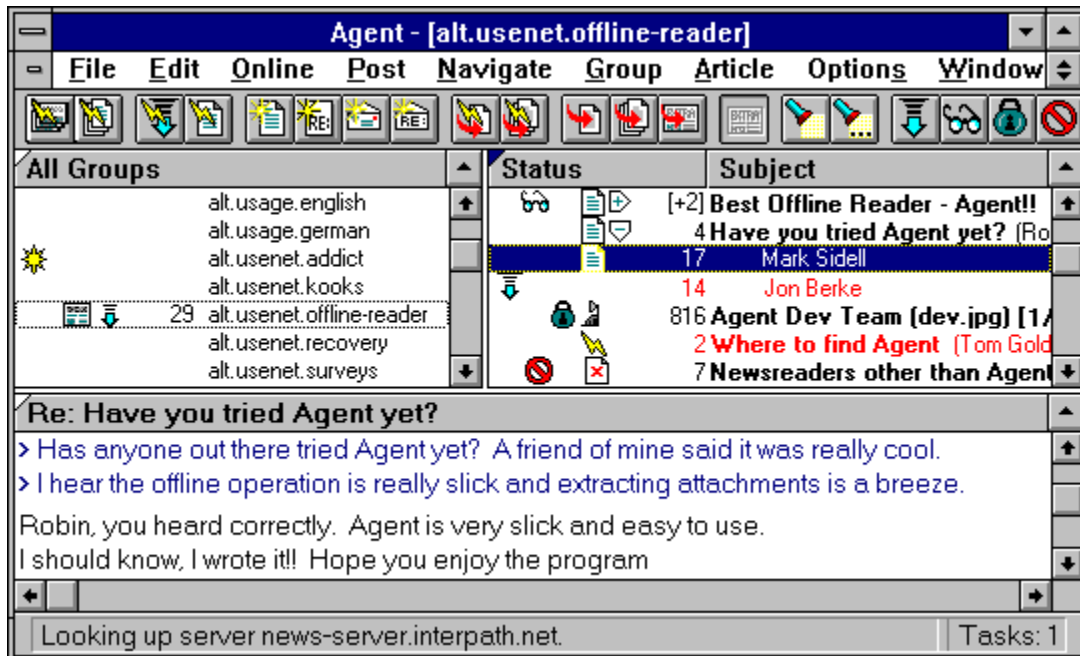 Agent - [alt.usenet.offline-reader]
File Edit Online Post Navigate Group Article Options Window
RE: RE:
All Groups
Status Subject
alt.usage.english
alt.usage.german
alt.usenet.addict
alt.usenet.kooks
29 alt.usenet.offline-reader
alt.usenet.recovery
alt.usenet.surveys
[+2] Best Offline Reader - Agent!!
4 Have you tried Agent yet? (Ro
17 Mark Sidell
14 Jon Berke
816 Agent Dev Team (dev.jpg) [1/
2 Where to find Agent (Tom Gold
7 Newsreaders other than Agent
Re: Have you tried Agent yet?
> Has anyone out there tried Agent yet? A friend of mine said it was really cool.
> I hear the offline operation is really slick and extracting attachments is a breeze.
Robin, you heard correctly. Agent is very slick and easy to use.
I should know, I wrote it!! Hope you enjoy the program
Looking up server news-server.interpath.net.
Tasks: 1